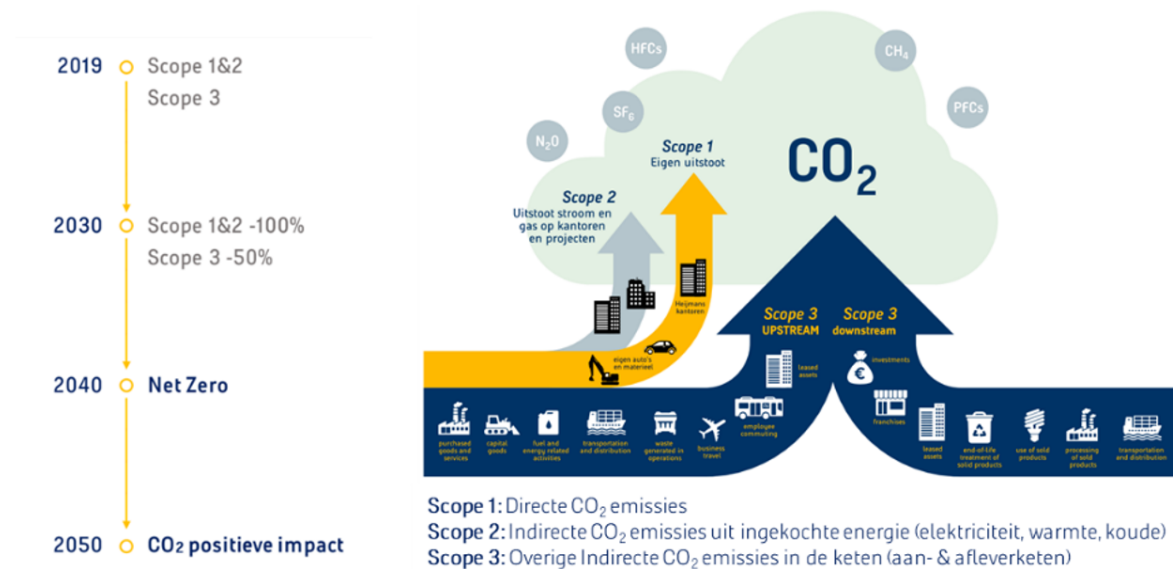 2019
Scope 1&2
Scope 3
2030
Scope 1&2 -100%
Scope 3 -50%
2040
Net Zero
2050
CO₂ positieve impact
HFCs
CH₄
SF₆
PFCs
N₂O
CO₂
Scope 1
Eigen uitstoot
Scope 2
Uitstoot stroom en
gas op kantoren
en projecten
Heijmans
kantoren
eigen auto's
en materieel
Scope 3
UPSTREAM
Scope 3
downstream
leased
assets
investments
employee
commuting
franchises
purchased
goods and
services
capital
goods
fuel and
energy related
activities
transportation
and distribution
waste
generated in
operations
business
travel
leased
assets
end-of-life
treatment of
solid products
use of sold
products
processing
of sold
products
transportation
and distribution
Scope 1: Directe CO₂ emissies
Scope 2: Indirecte CO₂ emissies uit ingekochte energie (elektriciteit, warmte, koude)
Scope 3: Overige Indirecte CO₂ emissies in de keten (aan- & afleverketen)